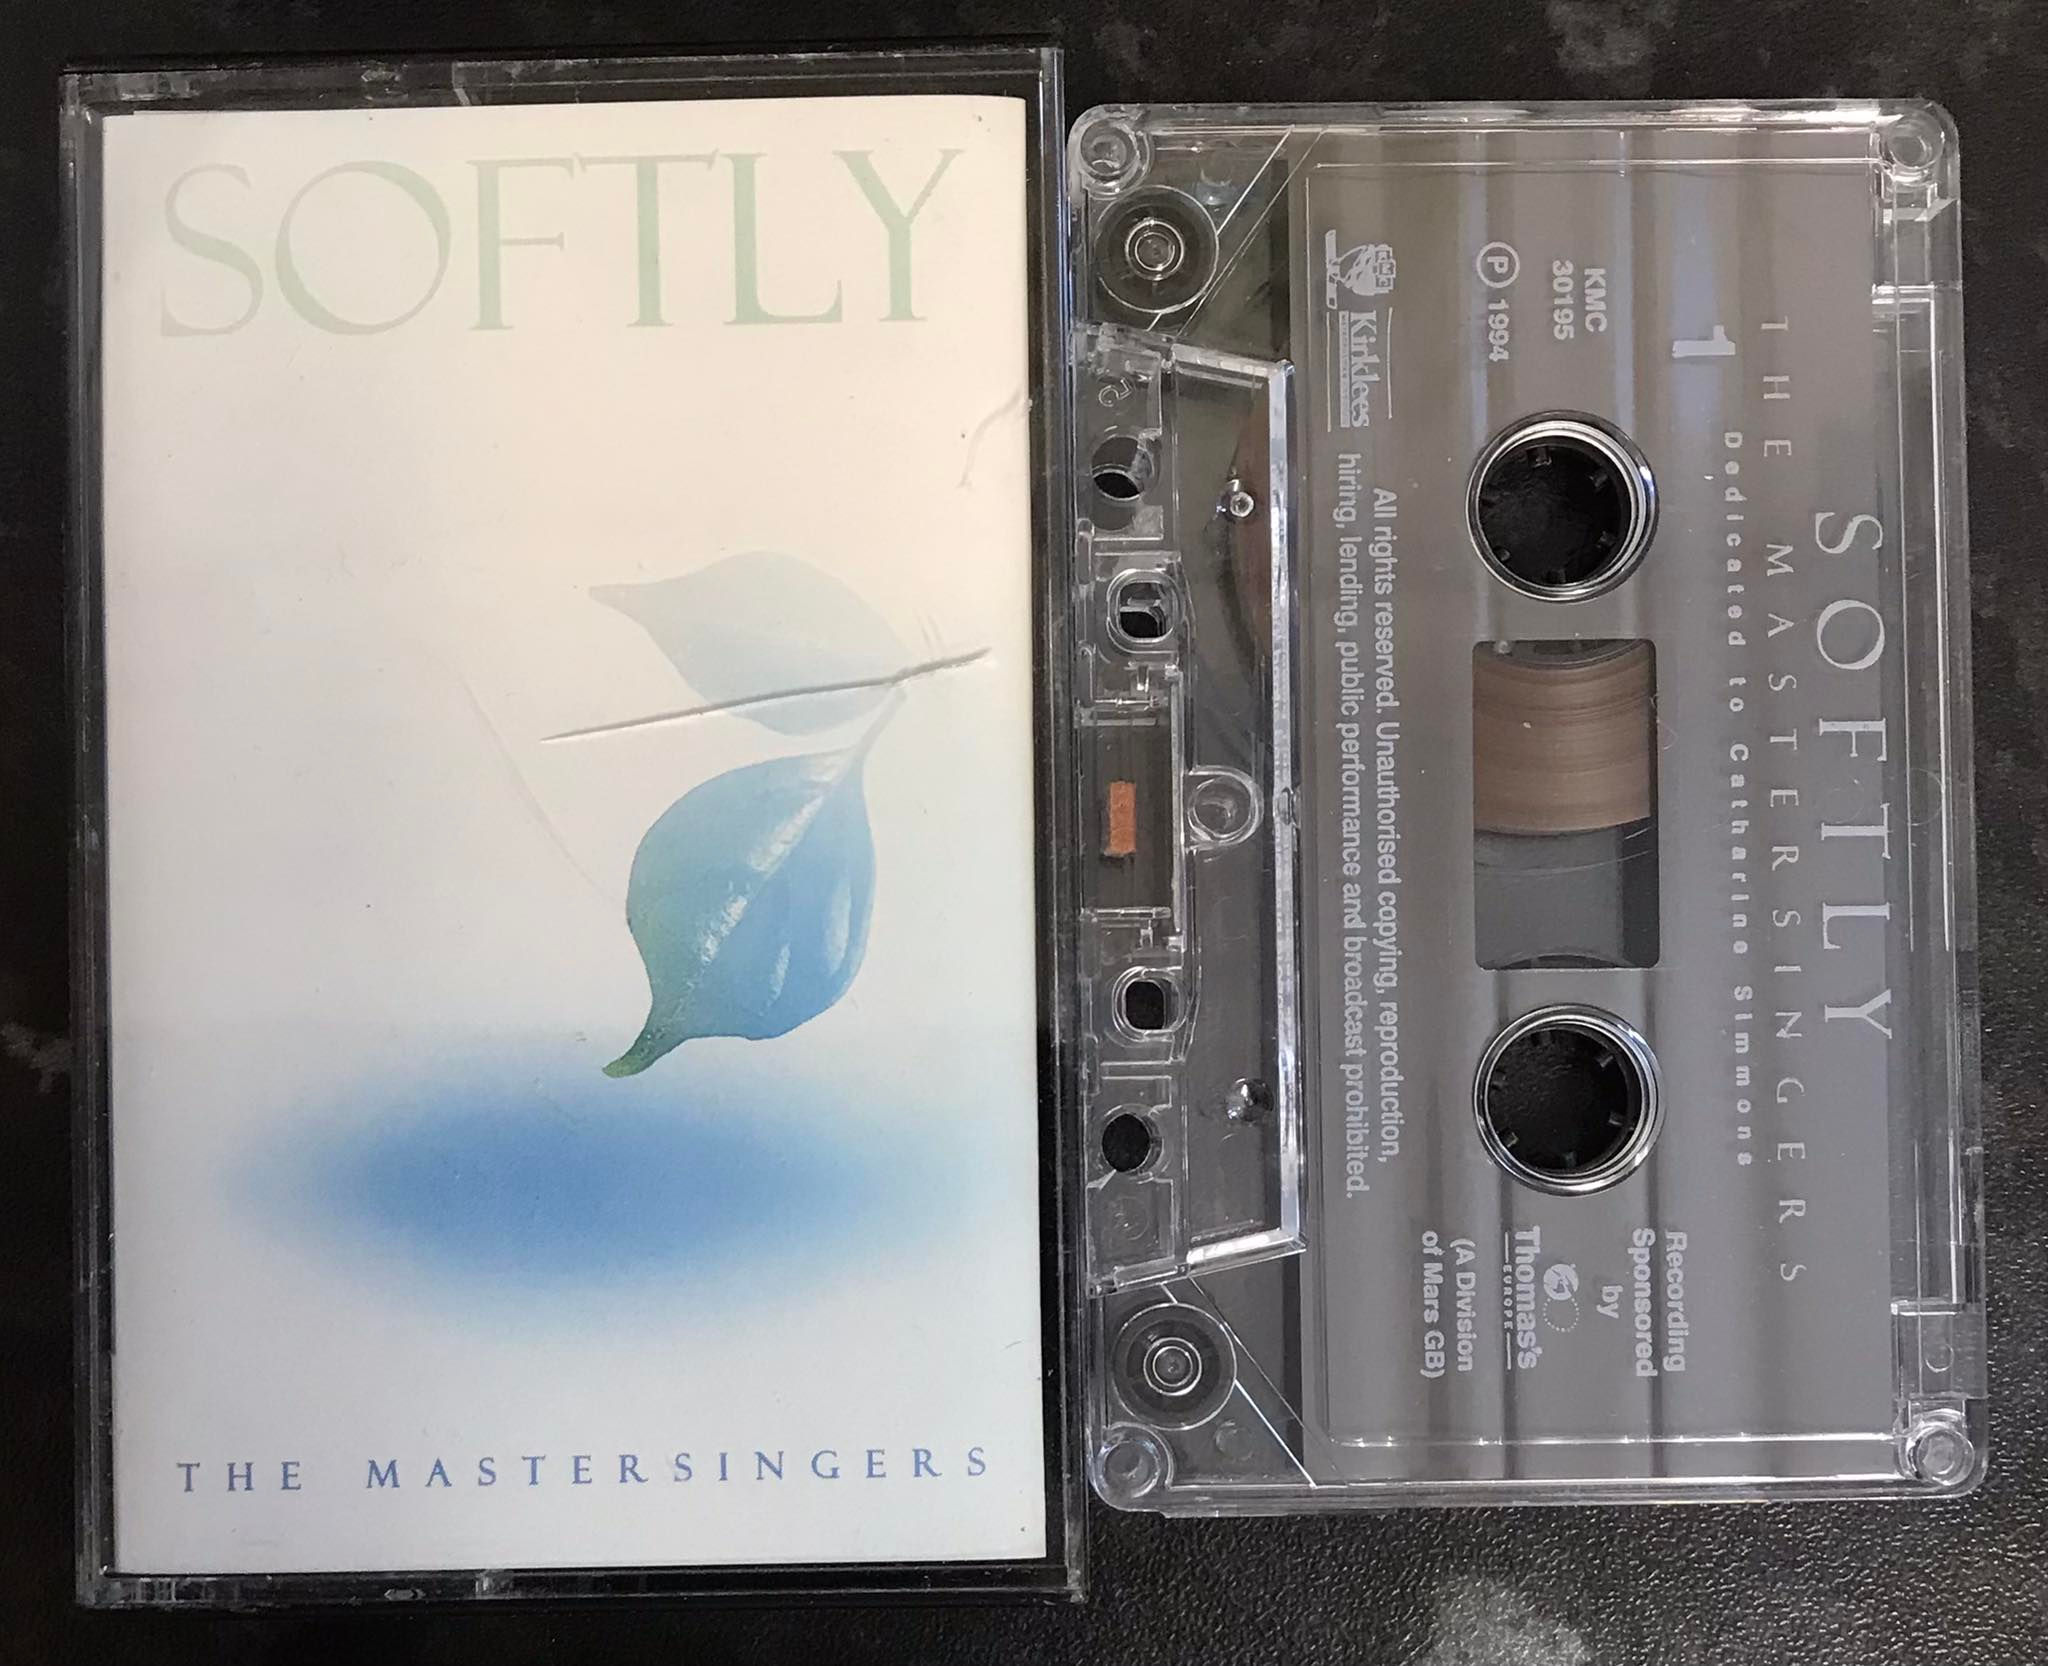 SOFTLY
THE MASTERSINGERS
SOFTLY
THE MASTERSINGERS
Dedicated to Catharine Simmons
1
KMC
30195
Ⓟ 1994
Recording
Sponsored
by
Thomas's
EUROPE
(A Division
of Mars GB)
KMC
Kirklees
All rights reserved. Unauthorised copying, reproduction,
hiring, lending, public performance and broadcast prohibited.